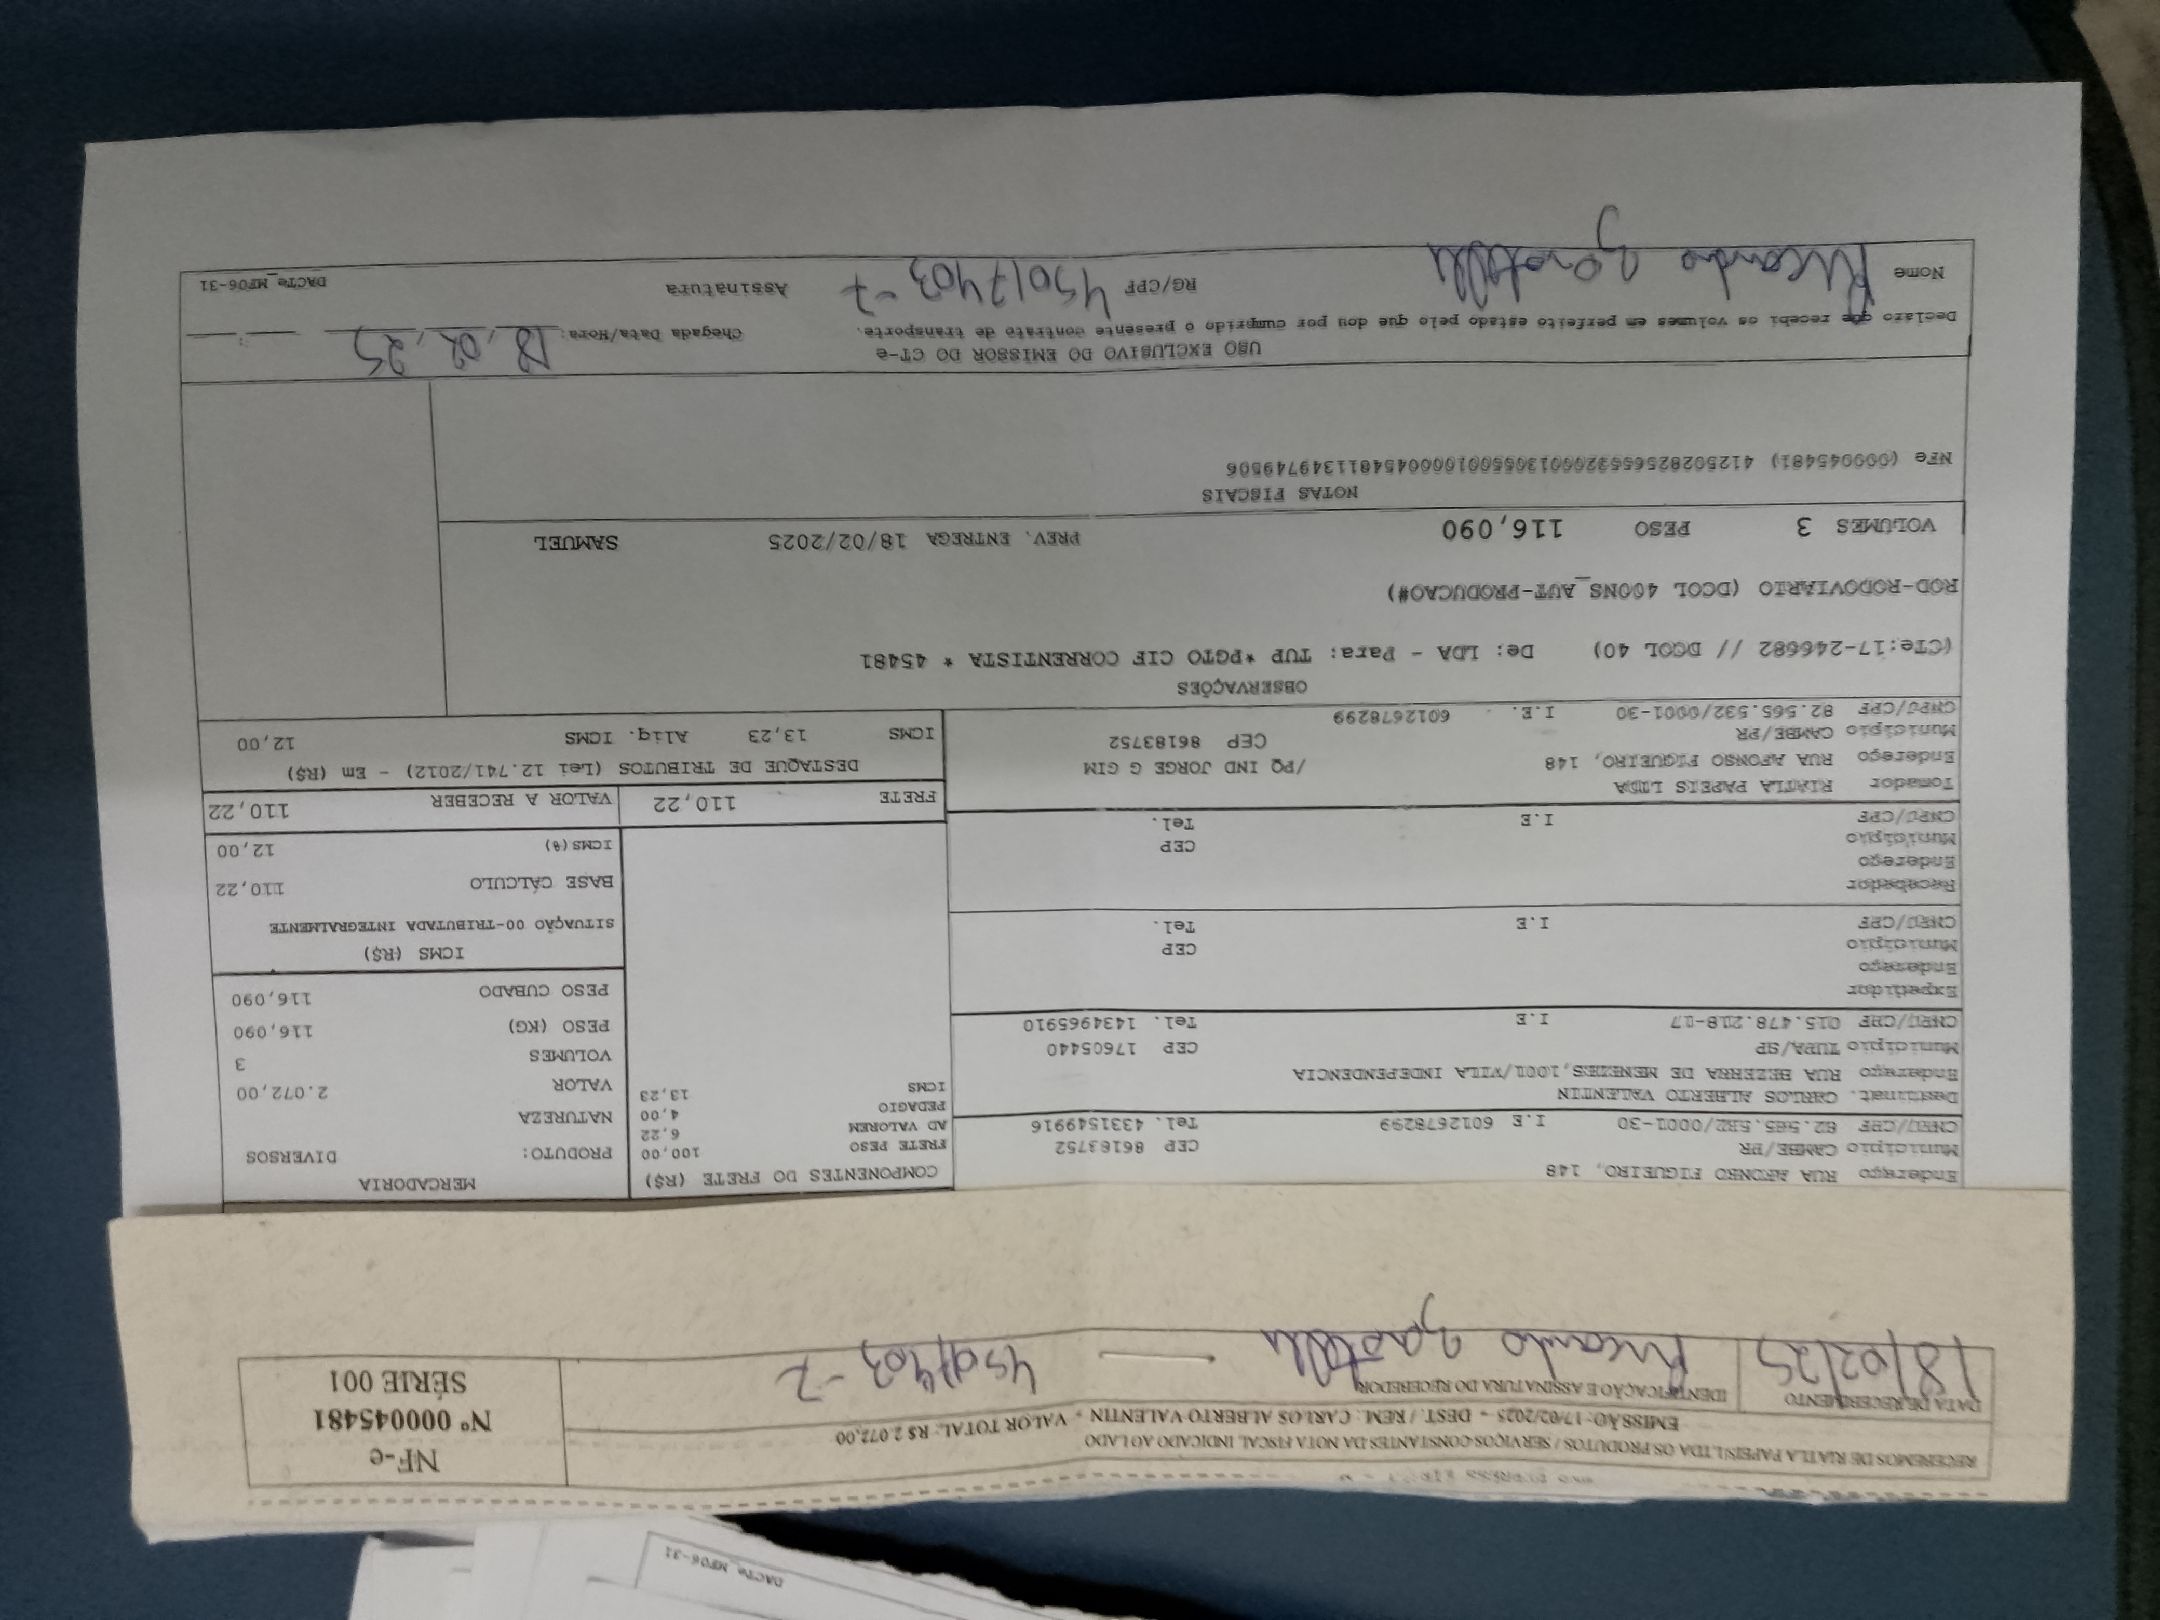 RECEBEMOS DE RIATLA PAPEIS LTDA OS PRODUTOS / SERVIÇOS CONSTANTES DA NOTA FISCAL INDICADO AO LADO
EMISSÃO: 17/02/2025 - DEST. / REM.: CARLOS ALBERTO VALENTIN - VALOR TOTAL: R$ 2.072,00
DATA DE RECEBIMENTO
18/02/25
IDENTIFICAÇÃO E ASSINATURA DO RECEBEDOR
Ricardo 45017403-7
NF-e
Nº 000045481
SÉRIE 001
Endereço RUA AFONSO FIGUEIRO, 148
Municipio CAMBE/PR CEP 86183752
CNPJ/CPF 82.565.532/0001-30 I.E 6012678299 Tel. 4331549916
Destinat. CARLOS ALBERTO VALENTIN
Endereço RUA BEZERRA DE MENEZES,1001/VILA INDEPENDENCIA
Municipio TUPA/SP CEP 17605440
CNPJ/CPF 015.478.218-17 I.E Tel. 1434965910
Expedidor
Endereço
Municipio CEP
CNPJ/CPF I.E Tel.
Recebedor
Endereço
Municipio CEP
CNPJ/CPF I.E Tel.
Tomador RIATLA PAPEIS LTDA
Endereço RUA AFONSO FIGUEIRO, 148 /PQ IND JORGE G GIM
Municipio CAMBE/PR CEP 86183752
CNPJ/CPF 82.565.532/0001-30 I.E. 6012678299
COMPONENTES DO FRETE (R$)
FRETE PESO 100,00
AD VALOREM 6,22
PEDAGIO 4,00
ICMS 13,23
MERCADORIA
PRODUTO: DIVERSOS
NATUREZA
VALOR 2.072,00
VOLUMES 3
PESO (KG) 116,090
PESO CUBADO 116,090
ICMS (R$)
SITUAÇÃO 00-TRIBUTADA INTEGRALMENTE
BASE CÁLCULO 110,22
ICMS(%) 12,00
FRETE 110,22 VALOR A RECEBER 110,22
DESTAQUE DE TRIBUTOS (Lei 12.741/2012) - Em (R$)
ICMS 13,23 Aliq. ICMS 12,00
OBSERVAÇÕES
(CTe:17-246682 // DCOL 40) De: LDA - Para: TUP *PGTO CIF CORRENTISTA * 45481
ROD-RODOVIARIO (DCOL 400NS_AUT-PRODUCAO#)
VOLUMES 3 PESO 116,090 PREV. ENTREGA 18/02/2025 SAMUEL
NOTAS FISCAIS
NFe (000045481) 41250282565532000130550010000454811349749506
USO EXCLUSIVO DO EMISSOR DO CT-e
Declaro que recebi os volumes em perfeito estado pelo que dou por cumprido o presente contrato de transporte. Chegada Data/Hora: 18,02,25
Nome Ricardo RG/CPF 45017403-7 Assinatura DACTe_MF06-31
DACTe_MF06-31